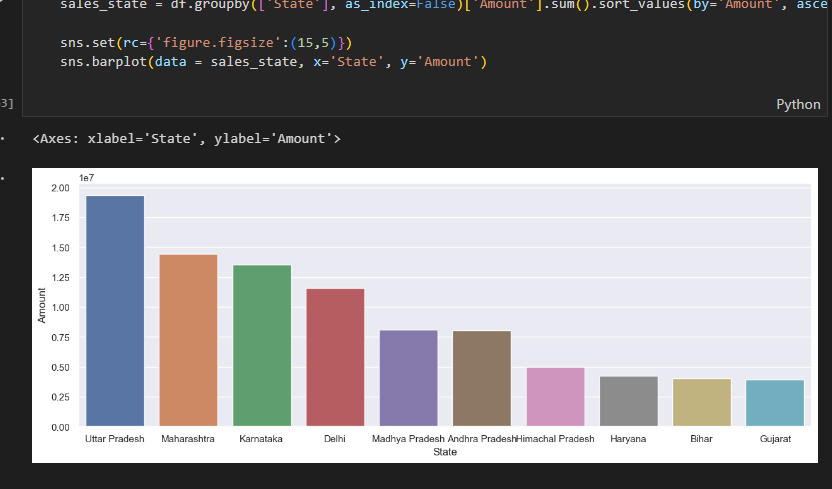 sales_state = df.groupby(['State'], as_index=False)['Amount'].sum().sort_values(by='Amount', asce
sns.set(rc={'figure.figsize':(15,5)})
sns.barplot(data = sales_state, x='State', y='Amount')
3]
Python
<Axes: xlabel='State', ylabel='Amount'>
1e7
2.00
1.75
1.50
1.25
1.00
0.75
0.50
0.25
0.00
Amount
Uttar Pradesh Maharashtra Karnataka Delhi Madhya Pradesh Andhra Pradesh Himachal Pradesh Haryana Bihar Gujarat
State